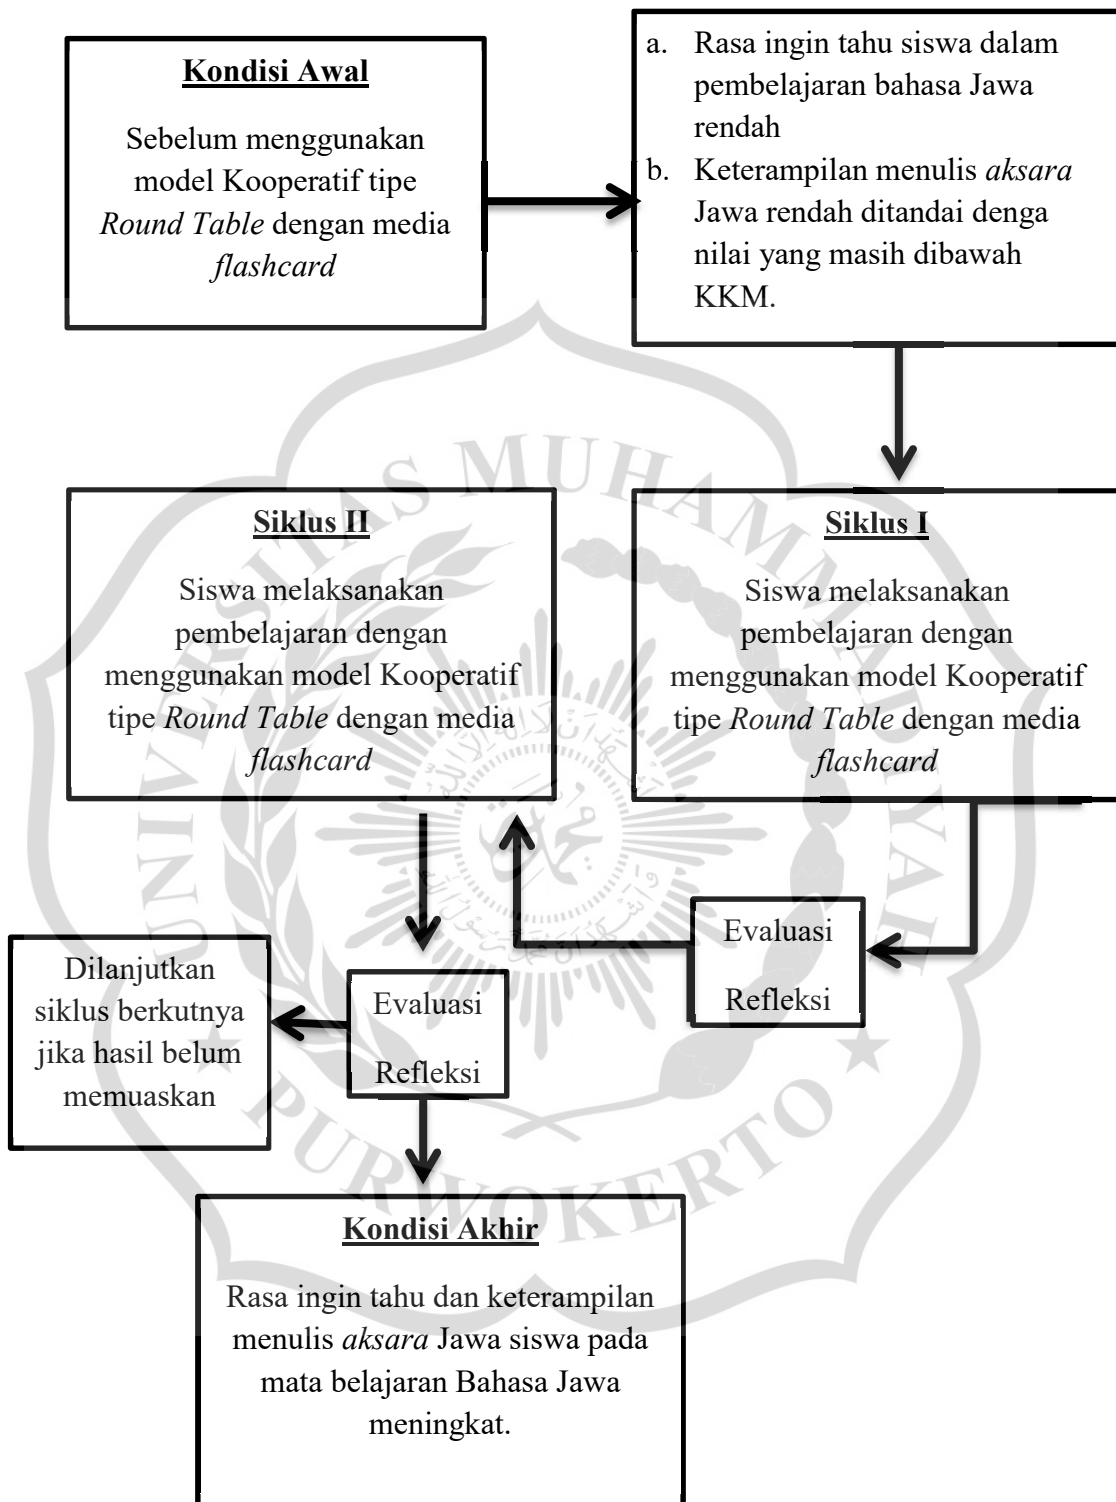 Kondisi Awal
Sebelum menggunakan
model Kooperatif tipe
Round Table dengan media
flashcard
a. Rasa ingin tahu siswa dalam
pembelajaran bahasa Jawa
rendah
b. Keterampilan menulis aksara
Jawa rendah ditandai denga
nilai yang masih dibawah
KKM.
Siklus I
Siswa melaksanakan
pembelajaran dengan
menggunakan model Kooperatif
tipe Round Table dengan media
flashcard
Evaluasi
Refleksi
Siklus II
Siswa melaksanakan
pembelajaran dengan
menggunakan model Kooperatif
tipe Round Table dengan media
flashcard
Evaluasi
Refleksi
Dilanjutkan
siklus berkutnya
jika hasil belum
memuaskan
Kondisi Akhir
Rasa ingin tahu dan keterampilan
menulis aksara Jawa siswa pada
mata belajaran Bahasa Jawa
meningkat.
UNIVERSITAS MUHAMMADIYAH
PURWOKERTO